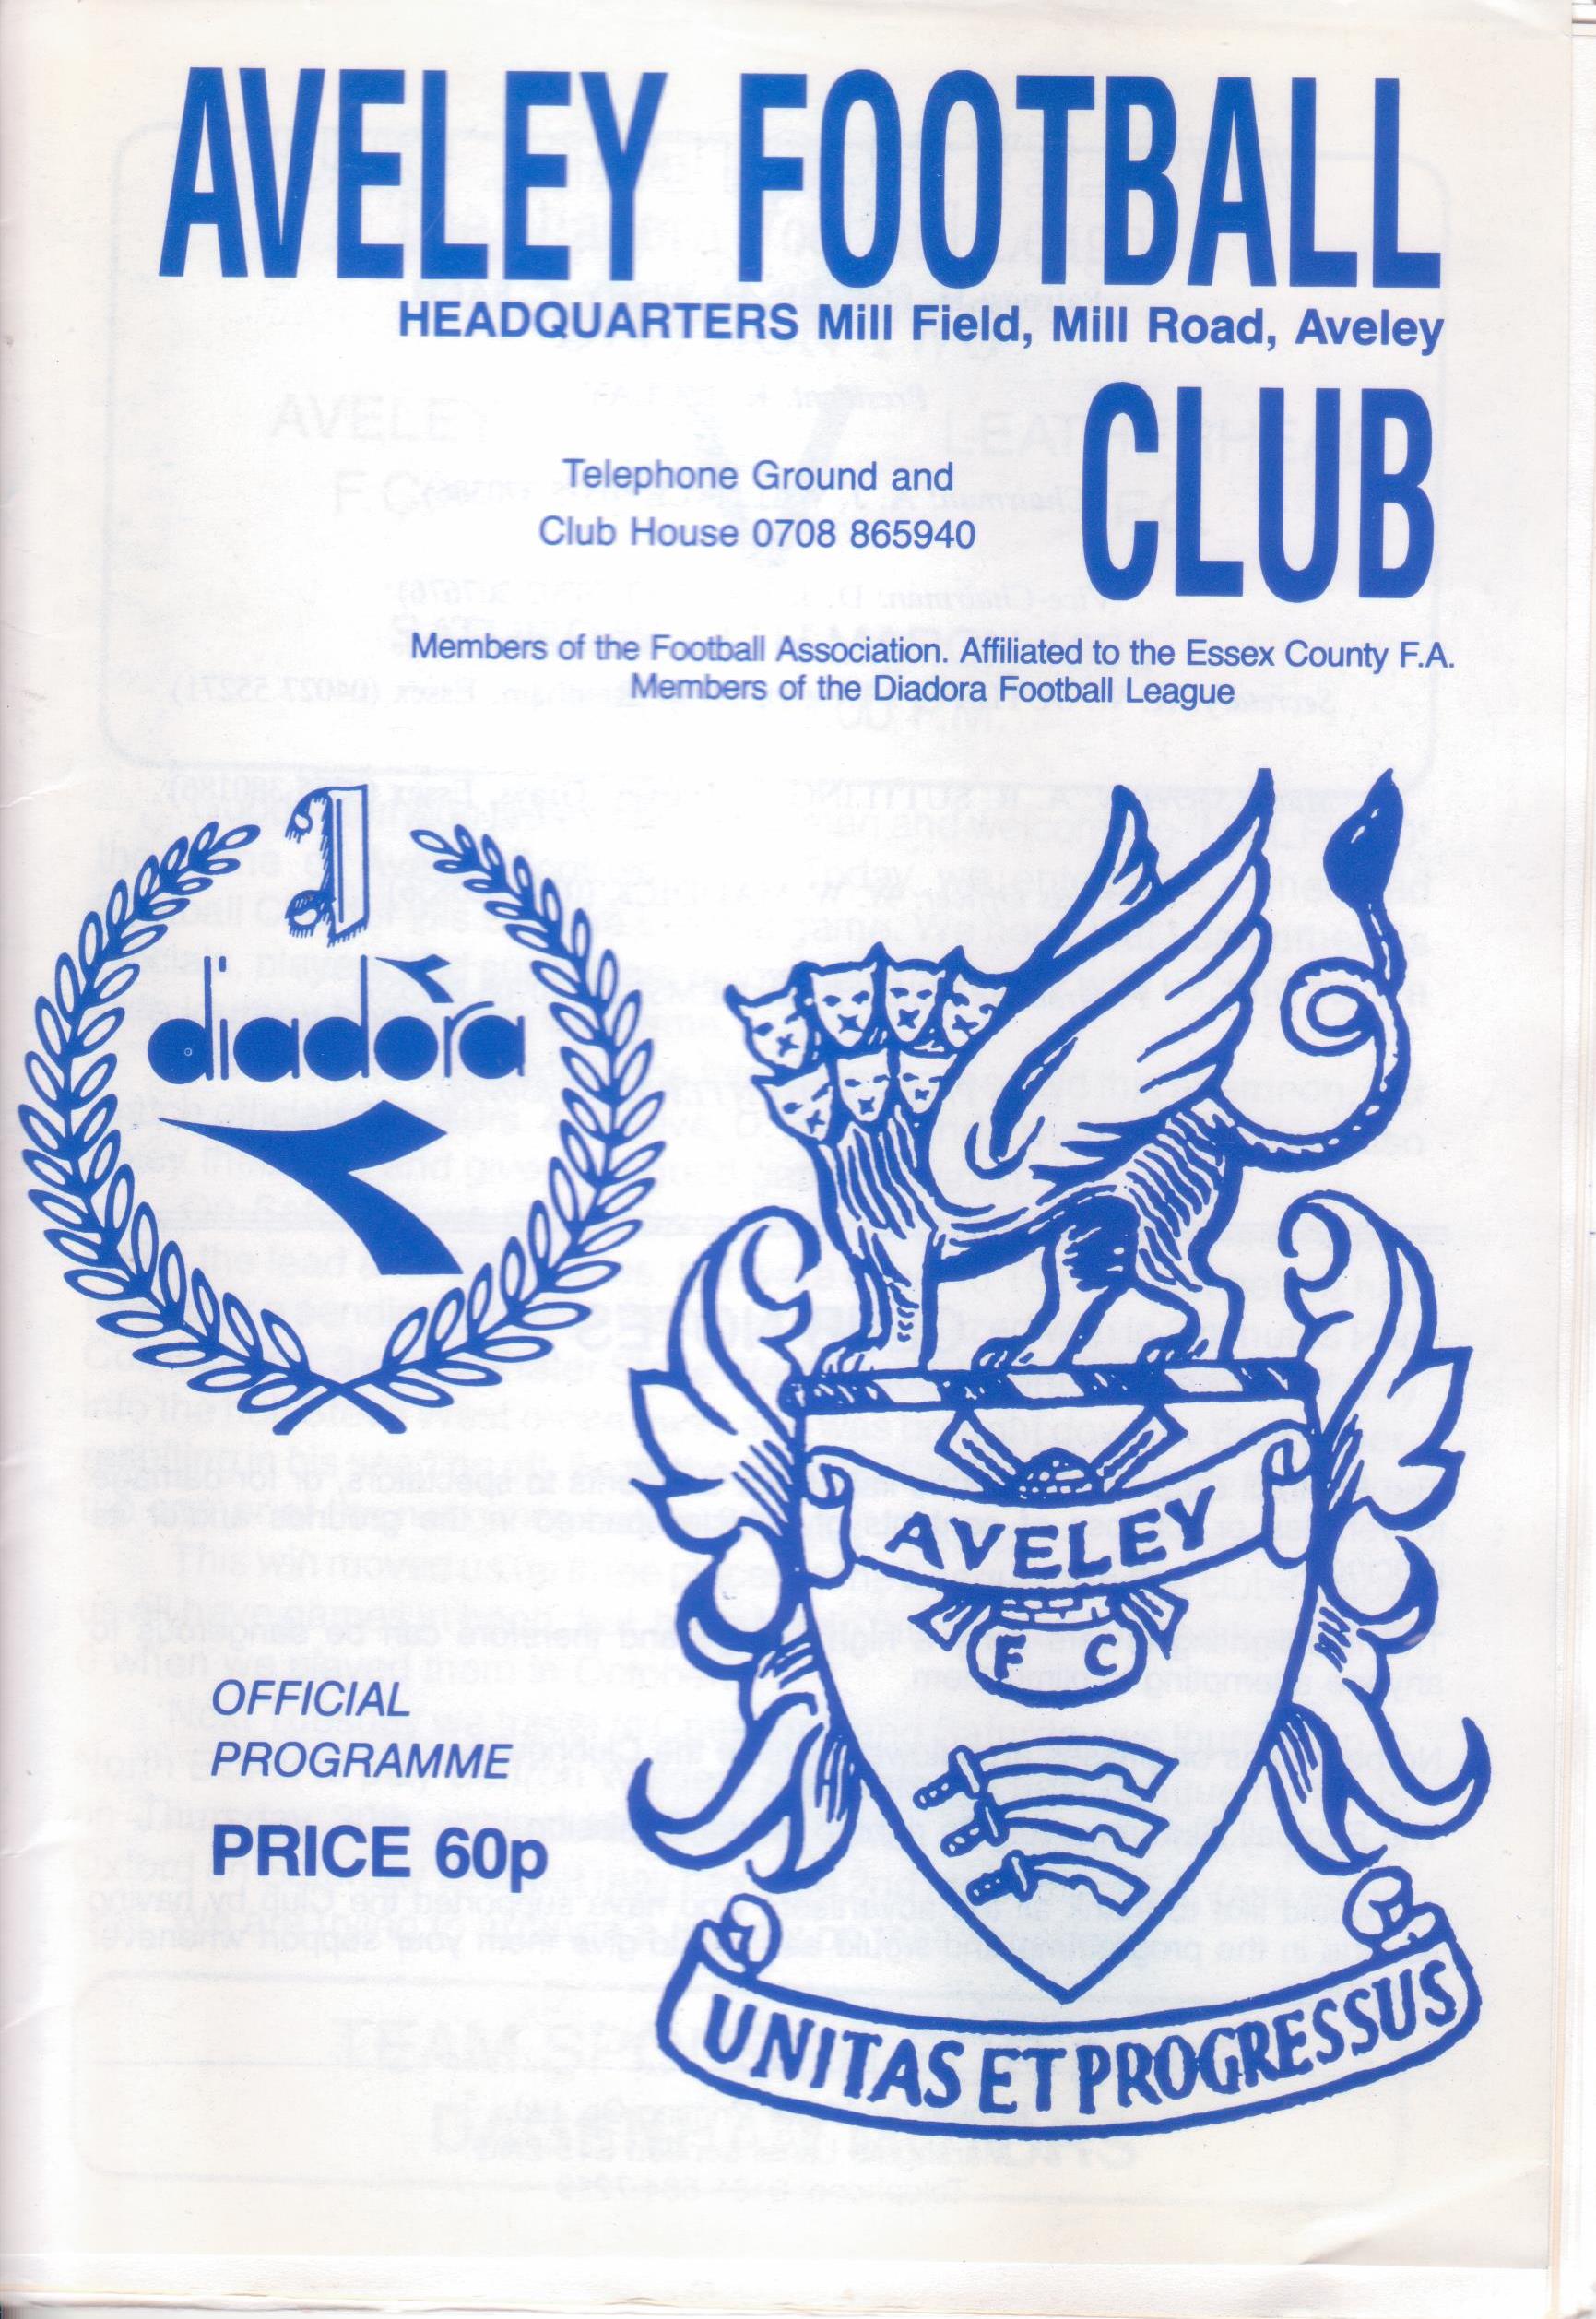 AVELEY FOOTBALL
HEADQUARTERS Mill Field, Mill Road, Aveley
CLUB
Telephone Ground and
Club House 0708 865940
Members of the Football Association. Affiliated to the Essex County F.A.
Members of the Diadora Football League
d
diadora
AVELEY
F C
OFFICIAL
PROGRAMME
PRICE 60p
UNITAS ET PROGRESSUS